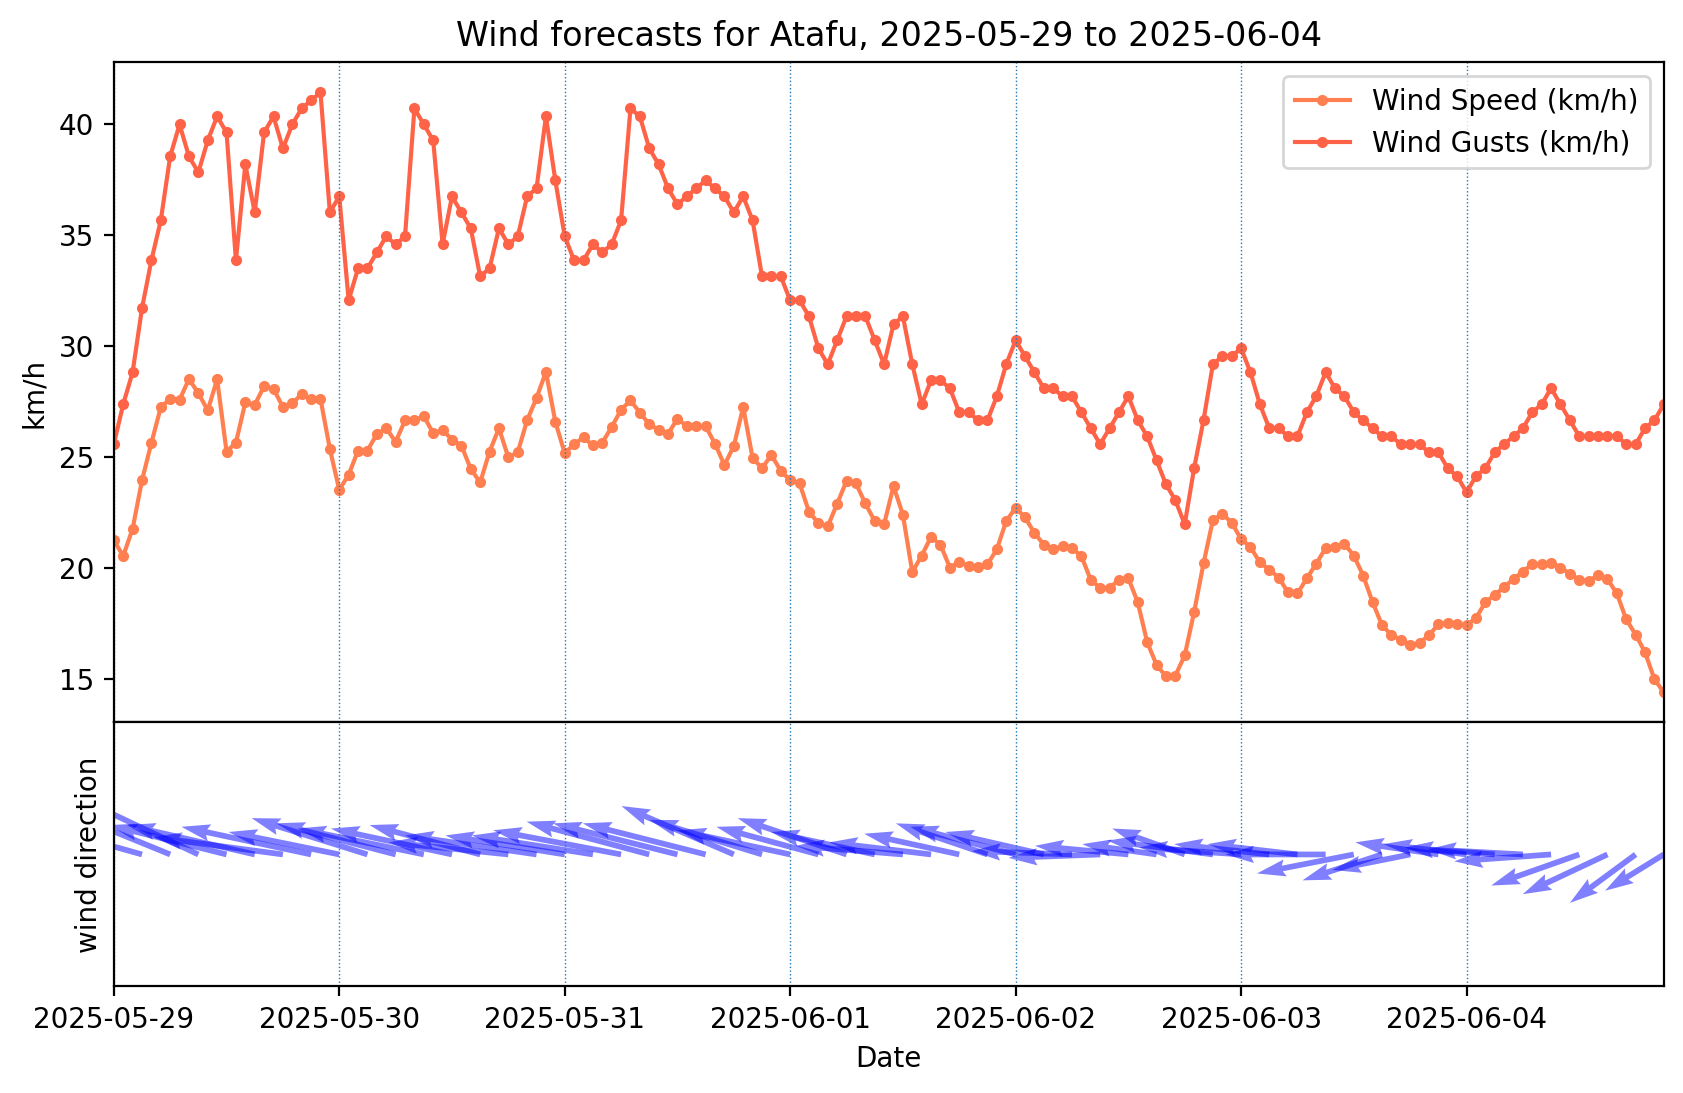 Wind forecasts for Atafu, 2025-05-29 to 2025-06-04
Wind Speed (km/h)
Wind Gusts (km/h)
40
35
30
25
20
15
km/h
wind direction
2025-05-29
2025-05-30
2025-05-31
2025-06-01
2025-06-02
2025-06-03
2025-06-04
Date